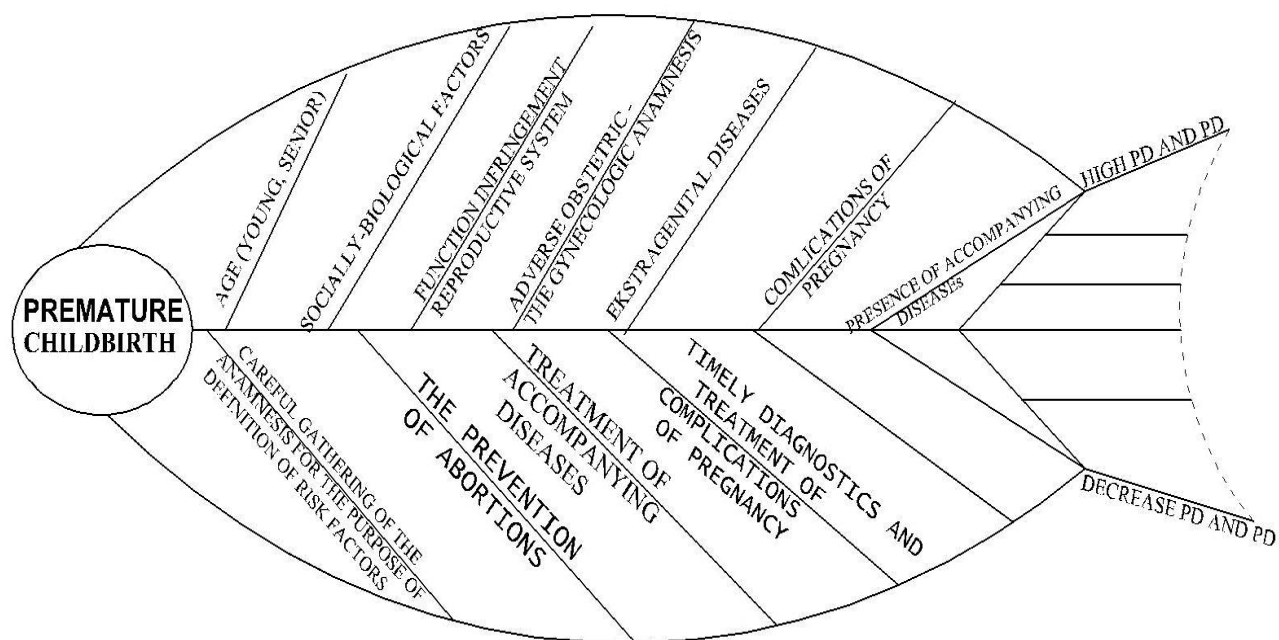 PREMATURE
CHILDBIRTH
AGE (YOUNG, SENIOR)
SOCIALLY-BIOLOGICAL FACTORS
FUNCTION INFRINGEMENT
REPRODUCTIVE SYSTEM
ADVERSE OBSTETRIC -
THE GYNECOLOGIC ANAMNESIS
EKSTRAGENITAL DISEASES
COMLICATIONS OF
PREGNANCY
PRESENCE OF ACCOMPANYING
DISEASEs
HIGH PD AND PD
CAREFUL GATHERING OF THE
ANAMNESIS FOR THE PURPOSE OF
DEFINITION OF RISK FACTORS
THE PREVENTION
OF ABORTIONS
TREATMENT OF
ACCOMPANYING
DISEASES
TIMELY DIAGNOSTICS AND
TREATMENT OF
COMPLICATIONS
OF PREGNANCY
DECREASE PD AND PD